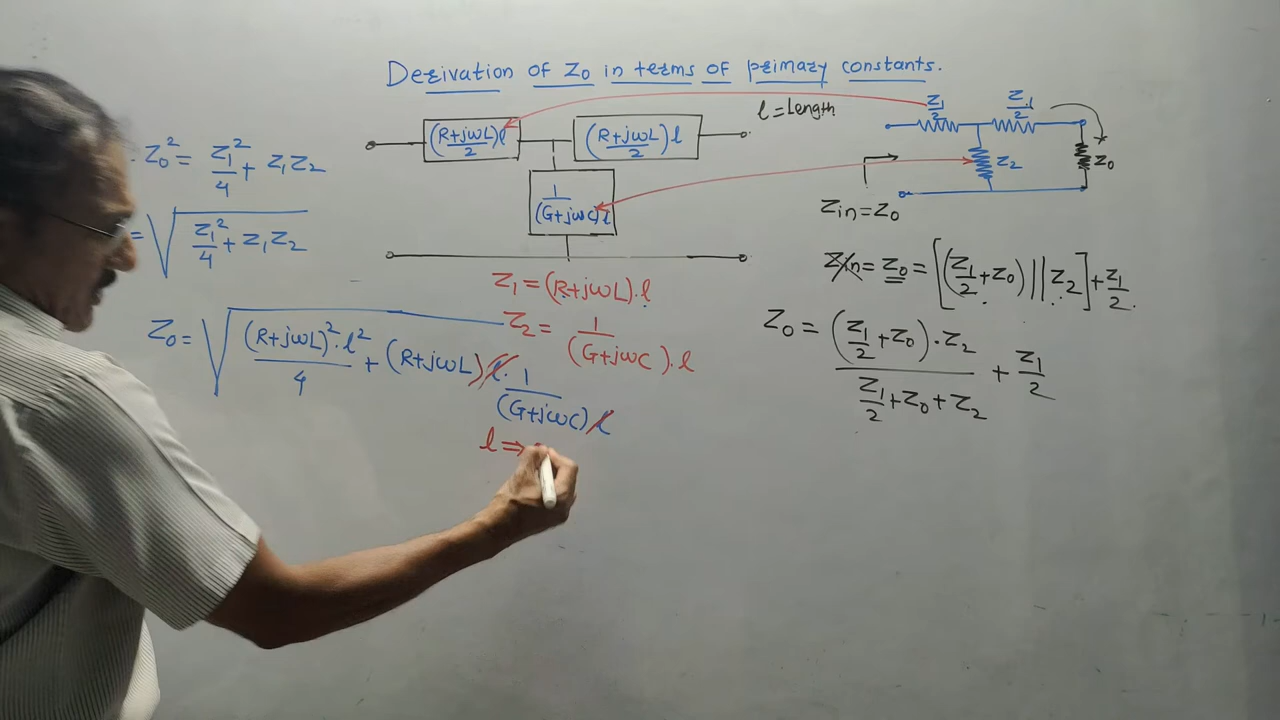 Derivation of Z₀ in terms of primary constants.
. Z₀² = Z₁²/4 + Z₁Z₂
= √(Z₁²/4 + Z₁Z₂)
Z₀ = √((R+jωL)²·l²/4 + (R+jωL)l · 1/(G+jωC)l)
l ⇒
(R+jωL)/2 l
(R+jωL)/2 l
1/(G+jωC)l
Z₁ = (R+jωL).l
Z₂ = 1/(G+jωC).l
l = Length
Z₁/2
Z₁/2
Z₂
Z₀
Zin = Z₀
Zin = Z₀ = [(Z₁/2 + Z₀) || Z₂] + Z₁/2
Z₀ = (Z₁/2 + Z₀)·Z₂ / (Z₁/2 + Z₀ + Z₂) + Z₁/2